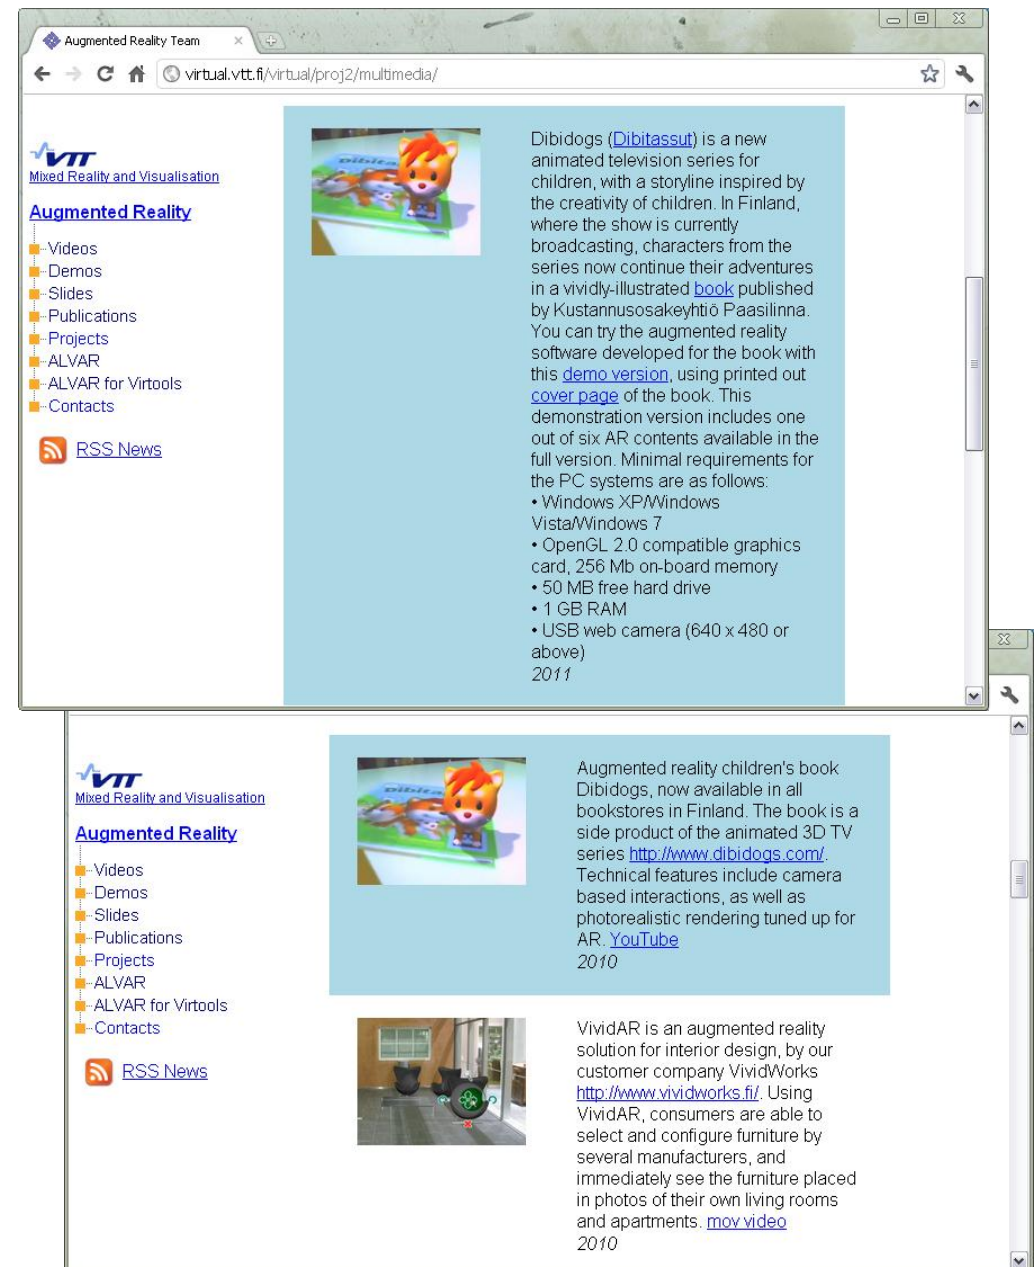 Augmented Reality Team
virtual.vtt.fi/virtual/proj2/multimedia/
VTT
Mixed Reality and Visualisation
Augmented Reality
Videos
Demos
Slides
Publications
Projects
ALVAR
ALVAR for Virtools
Contacts
RSS News
Dibidogs (Dibitassut) is a new
animated television series for
children, with a storyline inspired by
the creativity of children. In Finland,
where the show is currently
broadcasting, characters from the
series now continue their adventures
in a vividly-illustrated book published
by Kustannusosakeyhtiö Paasilinna.
You can try the augmented reality
software developed for the book with
this demo version, using printed out
cover page of the book. This
demonstration version includes one
out of six AR contents available in the
full version. Minimal requirements for
the PC systems are as follows:
• Windows XP/Windows
Vista/Windows 7
• OpenGL 2.0 compatible graphics
card, 256 Mb on-board memory
• 50 MB free hard drive
• 1 GB RAM
• USB web camera (640 x 480 or
above)
2011
VTT
Mixed Reality and Visualisation
Augmented Reality
Videos
Demos
Slides
Publications
Projects
ALVAR
ALVAR for Virtools
Contacts
RSS News
Augmented reality children's book
Dibidogs, now available in all
bookstores in Finland. The book is a
side product of the animated 3D TV
series http://www.dibidogs.com/.
Technical features include camera
based interactions, as well as
photorealistic rendering tuned up for
AR. YouTube
2010
VividAR is an augmented reality
solution for interior design, by our
customer company VividWorks
http://www.vividworks.fi/. Using
VividAR, consumers are able to
select and configure furniture by
several manufacturers, and
immediately see the furniture placed
in photos of their own living rooms
and apartments. mov video
2010